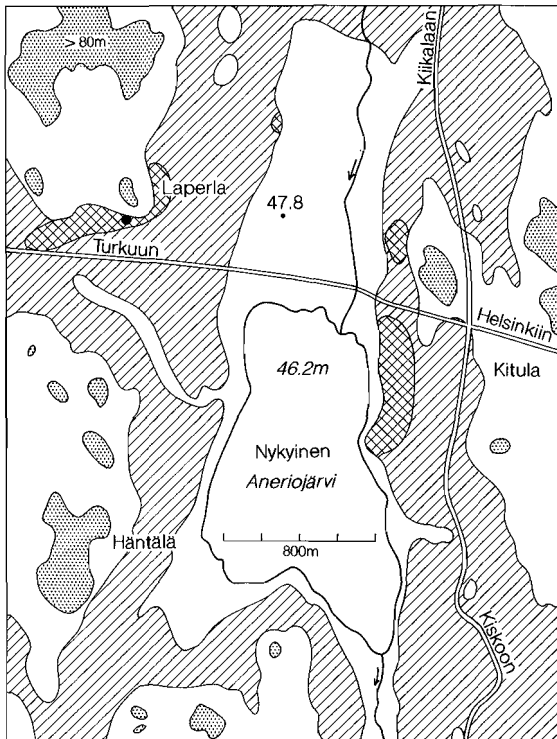 > 80m
Kiikalaan
Laperla
47.8
Turkuun
Helsinkiin
46.2m
Kitula
Nykyinen
Aneriojärvi
Häntälä
800m
Kiskoon